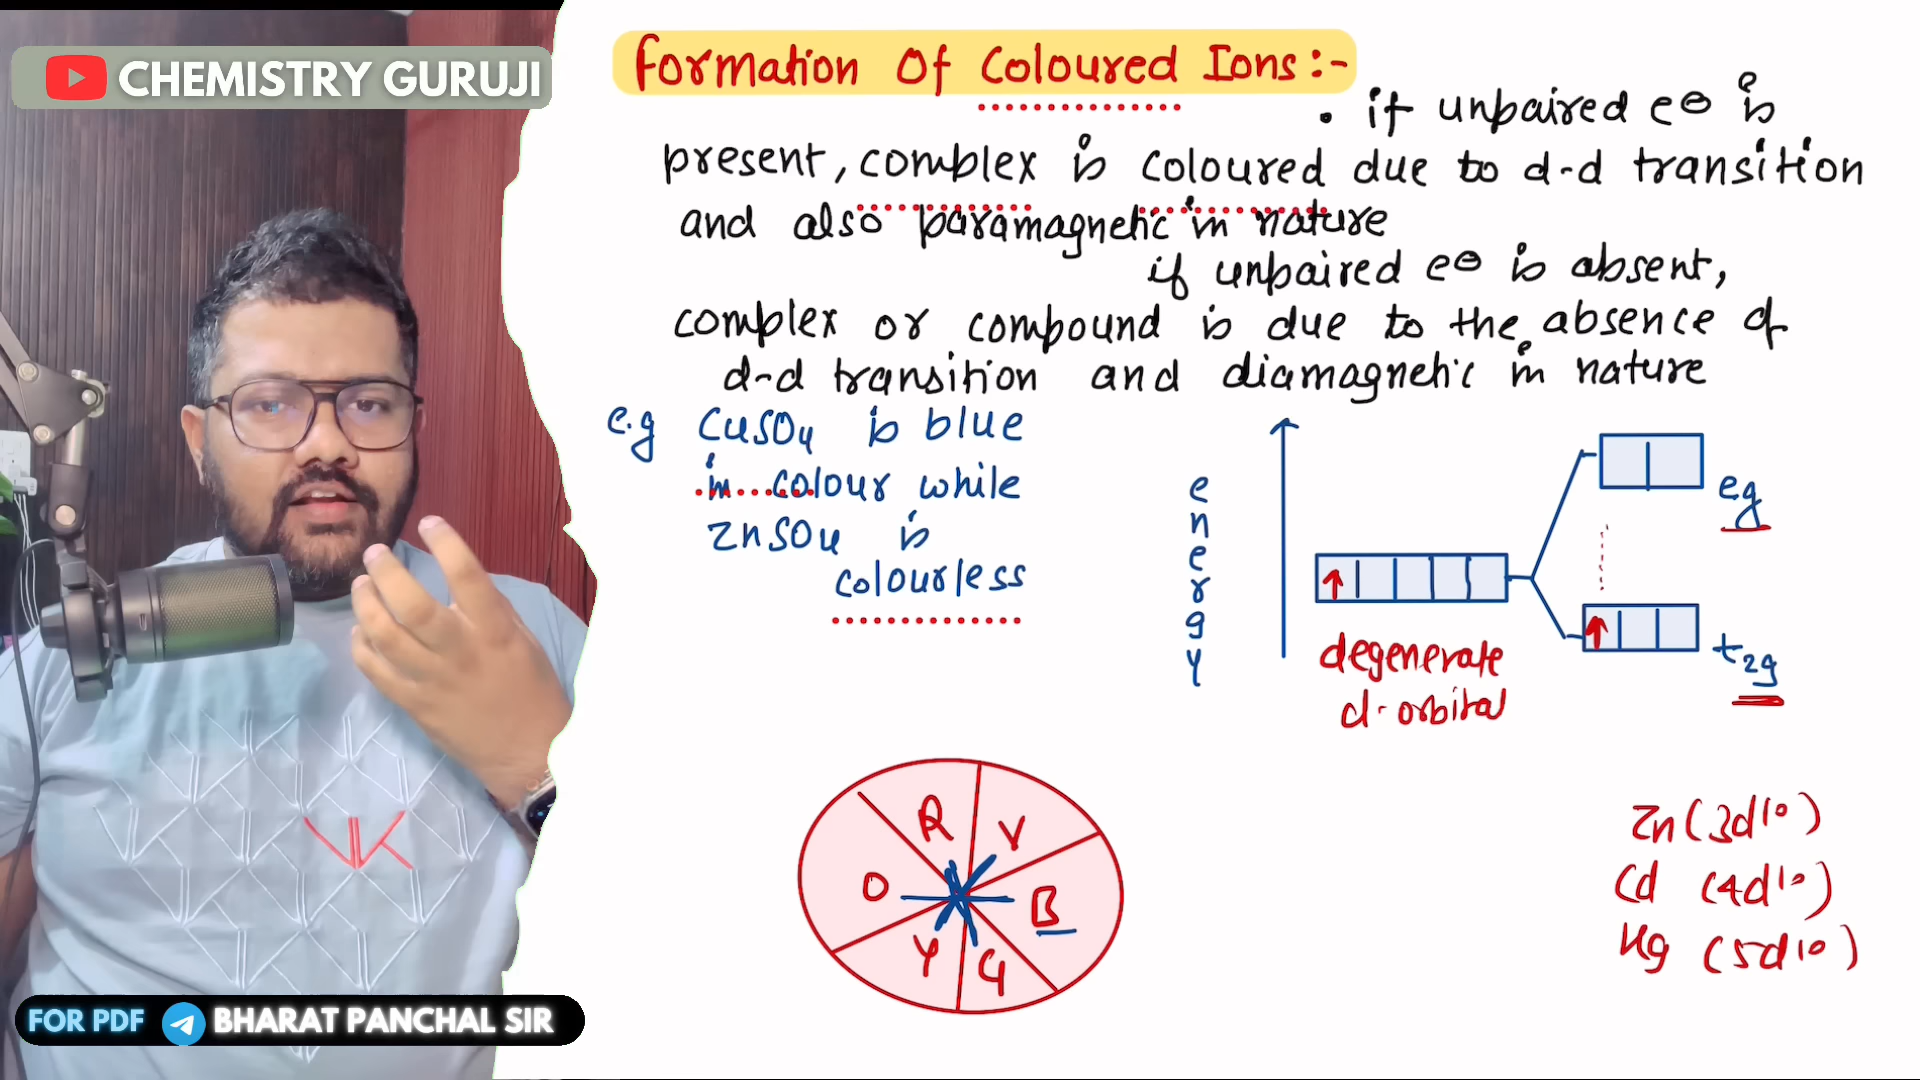 CHEMISTRY GURUJI
Formation Of Coloured Ions :-
• if unpaired e⊖ is
present, complex is coloured due to d-d transition
and also paramagnetic in nature
if unpaired e⊖ is absent,
complex or compound is due to the absence of
d-d transition and diamagnetic in nature
e.g CuSO4 is blue
in colour while
ZnSO4 is
colourless
energy
eg
t2g
degenerate
d-orbital
R
V
O
B
Y
G
Zn (3d10)
Cd (4d10)
Hg (5d10)
VK
FOR PDF BHARAT PANCHAL SIR